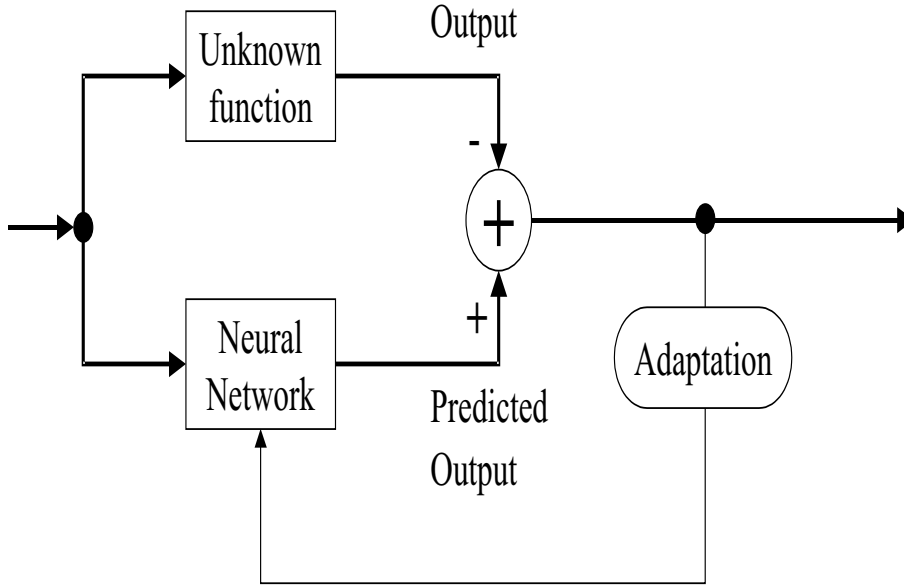 Output
Unknown
function
-
+
+
Neural
Network
Adaptation
Predicted
Output